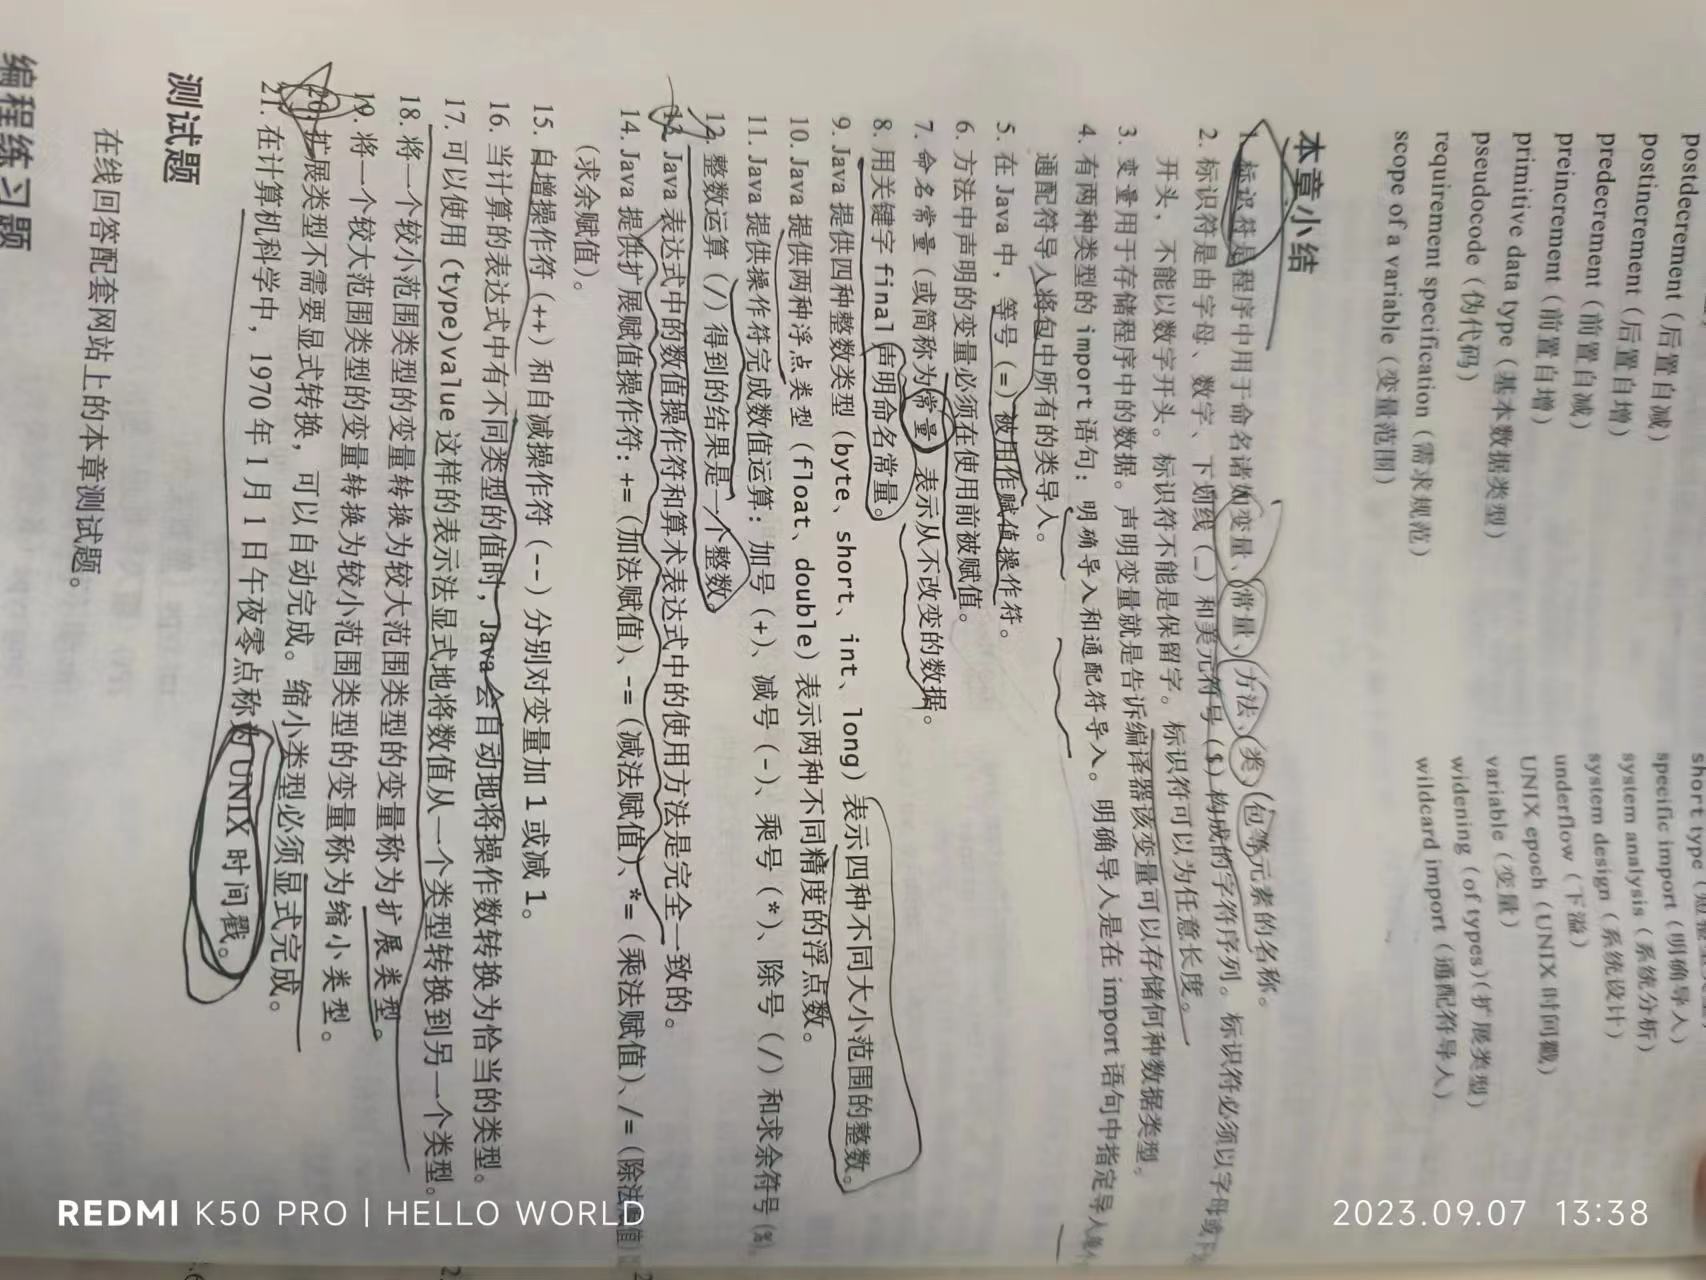 postdecrement（后置自减）
postincrement（后置自增）
predecrement（前置自减）
preincrement（前置自增）
primitive data type（基本数据类型）
pseudocode（伪代码）
requirement specification（需求规范）
scope of a variable（变量范围）
short type
specific import（明确导入）
system analysis（系统分析）
system design（系统设计）
underflow（下溢）
UNIX epoch（UNIX时间戳）
variable（变量）
widening（of types）（扩展类型）
wildcard import（通配符导入）
本章小结
1. 标识符是程序中用于命名诸如变量、常量、方法、类、包等元素的名称。
2. 标识符是由字母、数字、下划线（_）和美元符号（$）构成的字符序列。标识符必须以字母或下
开头，不能以数字开头。标识符不能是保留字。标识符可以为任意长度。
3. 变量用于存储程序中的数据。声明变量就是告诉编译器该变量可以存储何种数据类型。
4. 有两种类型的 import 语句：明确导入和通配符导入。明确导入是在 import 语句中指定导入
通配符导入将包中所有的类导入。
5. 在 Java 中，等号（=）被用作赋值操作符。
6. 方法中声明的变量必须在使用前被赋值。
7. 命名常量（或简称为常量）表示从不改变的数据。
8. 用关键字 final 声明命名常量。
9. Java 提供四种整数类型（byte、short、int、long）表示四种不同大小范围的整数。
10. Java 提供两种浮点类型（float、double）表示两种不同精度的浮点数。
11. Java 提供操作符完成数值运算：加号（+）、减号（-）、乘号（*）、除号（/）和求余符号（%）。
12. 整数运算（/）得到的结果是一个整数。
13. Java 表达式中的数值操作符和算术表达式中的使用方法是完全一致的。
14. Java 提供扩展赋值操作符：+=（加法赋值）、-=（减法赋值）、*=（乘法赋值）、/=（除法赋值）
（求余赋值）。
15. 自增操作符（++）和自减操作符（--）分别对变量加 1 或减 1。
16. 当计算的表达式中有不同类型的值时，Java 会自动地将操作数转换为恰当的类型。
17. 可以使用 (type)value 这样的表示法显式地将数值从一个类型转换到另一个类型。
18. 将一个较小范围类型的变量转换为较大范围类型的变量称为扩展类型。
19. 将一个较大范围类型的变量转换为较小范围类型的变量称为缩小类型。
20. 扩展类型不需要显式转换，可以自动完成。缩小类型必须显式完成。
21. 在计算机科学中，1970 年 1 月 1 日午夜零点称为 UNIX 时间戳。
测试题
在线回答配套网站上的本章测试题。
编程练习题
REDMI K50 PRO | HELLO WORLD
2023.09.07 13:38